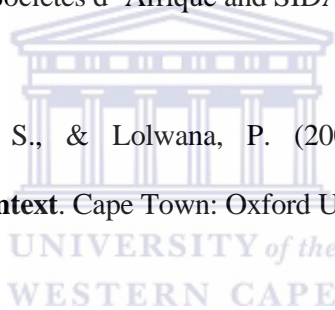 Sociétés d' Afrique and SIDA
S., & Lolwana, P. (200
ntext. Cape Town: Oxford U
UNIVERSITY of the
WESTERN CAPE